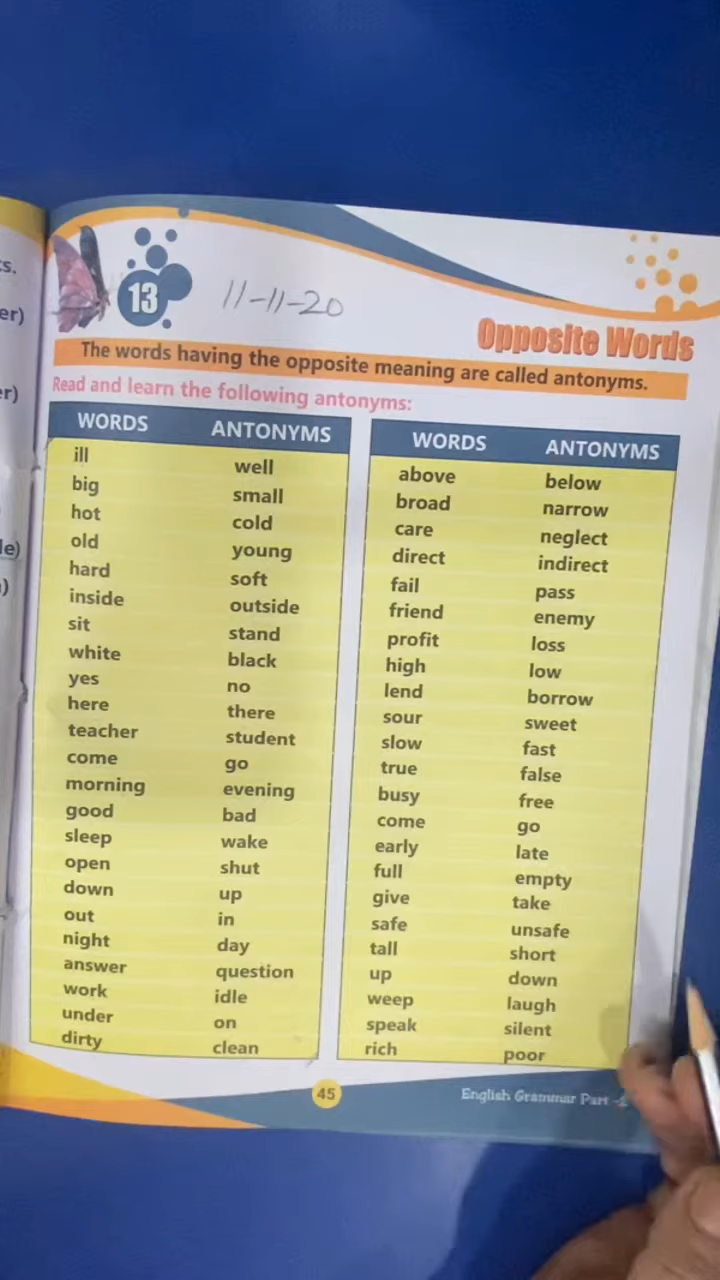 s.
er)
er)
le)
)
13
11-11-20
Opposite Words
The words having the opposite meaning are called antonyms.
Read and learn the following antonyms:
WORDS ANTONYMS
ill well
big small
hot cold
old young
hard soft
inside outside
sit stand
white black
yes no
here there
teacher student
come go
morning evening
good bad
sleep wake
open shut
down up
out in
night day
answer question
work idle
under on
dirty clean
WORDS ANTONYMS
above below
broad narrow
care neglect
direct indirect
fail pass
friend enemy
profit loss
high low
lend borrow
sour sweet
slow fast
true false
busy free
come go
early late
full empty
give take
safe unsafe
tall short
up down
weep laugh
speak silent
rich poor
45
English Grammar Part